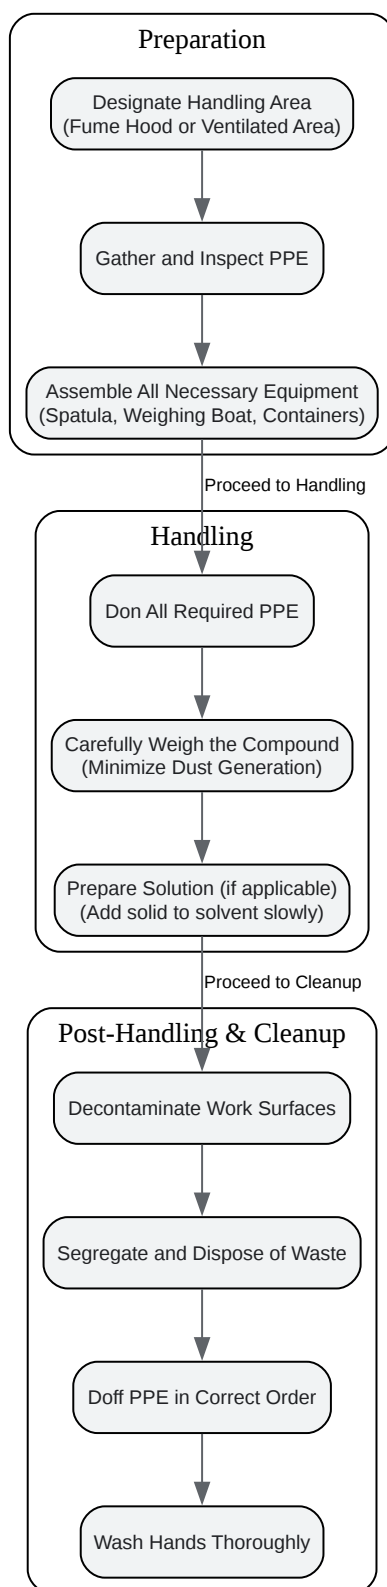 Preparation
Designate Handling Area
(Fume Hood or Ventilated Area)
Gather and Inspect PPE
Assemble All Necessary Equipment
(Spatula, Weighing Boat, Containers)
Proceed to Handling
Handling
Don All Required PPE
Carefully Weigh the Compound
(Minimize Dust Generation)
Prepare Solution (if applicable)
(Add solid to solvent slowly)
Proceed to Cleanup
Post-Handling & Cleanup
Decontaminate Work Surfaces
Segregate and Dispose of Waste
Doff PPE in Correct Order
Wash Hands Thoroughly